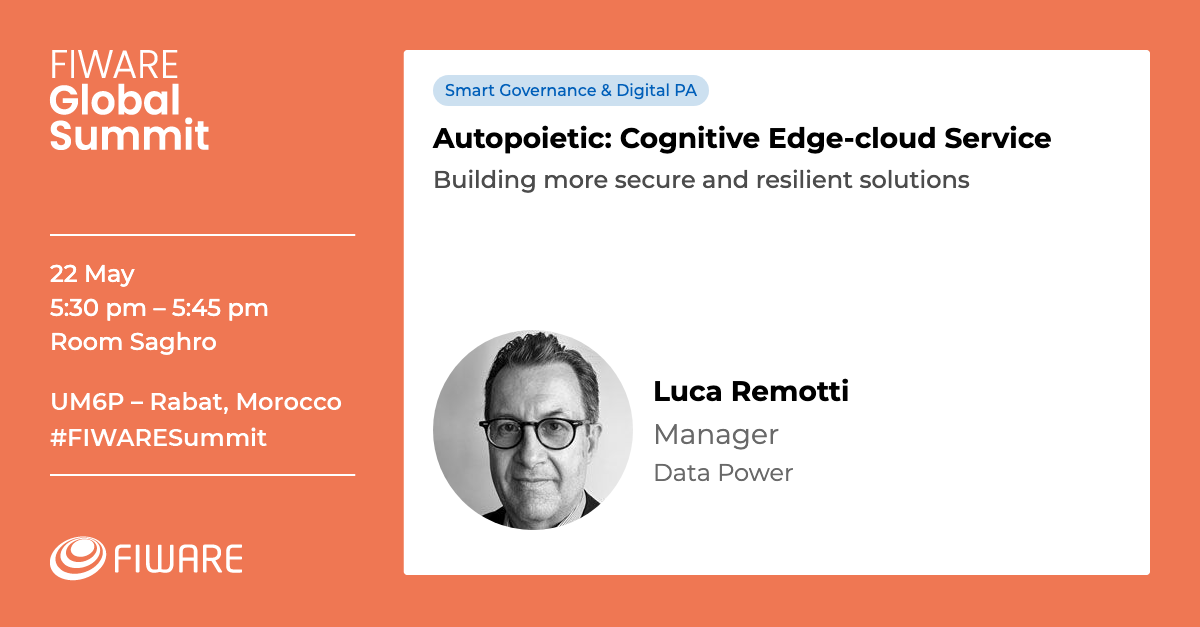 FIWARE
Global
Summit
22 May
5:30 pm – 5:45 pm
Room Saghro
UM6P – Rabat, Morocco
#FIWARESummit
FIWARE
Smart Governance & Digital PA
Autopoietic: Cognitive Edge-cloud Service
Building more secure and resilient solutions
Luca Remotti
Manager
Data Power